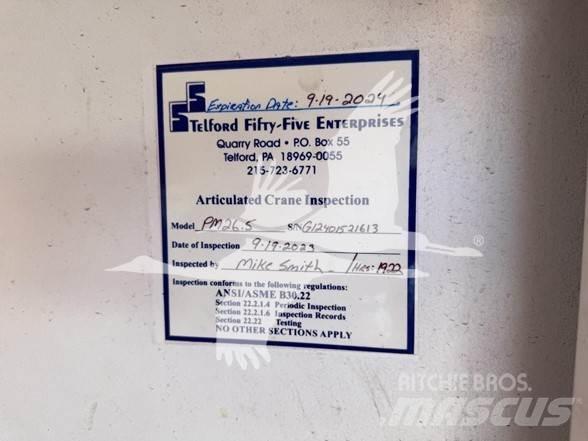 Expiration Date: 9-19-2024
55
Telford Fifty-Five Enterprises
Quarry Road • P.O. Box 55
Telford, PA 18969-0055
215-723-6771
Articulated Crane Inspection
Model PM26.5 S/N G12401521613
Date of Inspection 9-19-2023
Inspected by Mike Smith / Hrs: 1922
Inspection conforms to the following regulations:
ANSI/ASME B30.22
Section 22.2.1.4 Periodic Inspection
Section 22.2.1.6 Inspection Records
Section 22.22 Testing
NO OTHER SECTIONS APPLY
RITCHIE BROS.
MASCUS